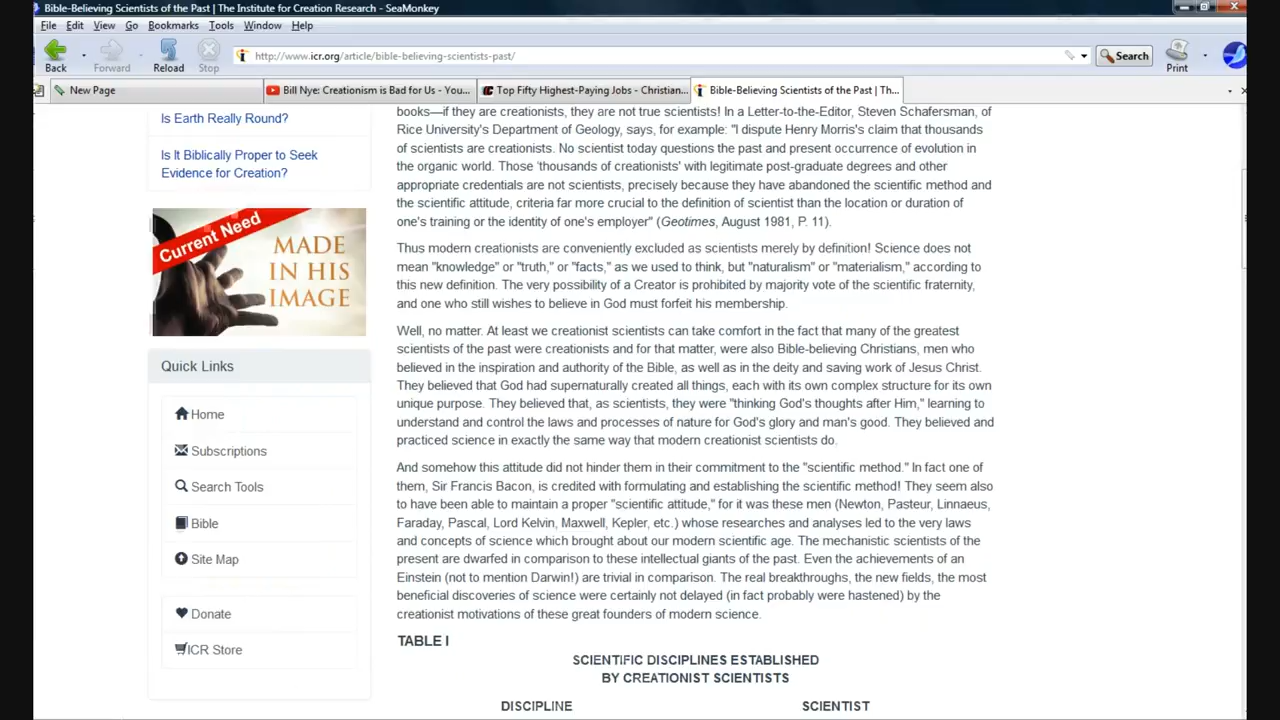 Bible-Believing Scientists of the Past | The Institute for Creation Research - SeaMonkey
File Edit View Go Bookmarks Tools Window Help
http://www.icr.org/article/bible-believing-scientists-past/
Search
Back Forward Reload Stop Print
New Page
Bill Nye: Creationism is Bad for Us - You...
Top Fifty Highest-Paying Jobs - Christian...
Bible-Believing Scientists of the Past | Th...
Is Earth Really Round?
Is It Biblically Proper to Seek
Evidence for Creation?
Current Need
MADE
IN HIS
IMAGE
Quick Links
Home
Subscriptions
Search Tools
Bible
Site Map
Donate
ICR Store
books—if they are creationists, they are not true scientists! In a Letter-to-the-Editor, Steven Schafersman, of
Rice University's Department of Geology, says, for example: "I dispute Henry Morris's claim that thousands
of scientists are creationists. No scientist today questions the past and present occurrence of evolution in
the organic world. Those 'thousands of creationists' with legitimate post-graduate degrees and other
appropriate credentials are not scientists, precisely because they have abandoned the scientific method and
the scientific attitude, criteria far more crucial to the definition of scientist than the location or duration of
one's training or the identity of one's employer" (Geotimes, August 1981, P. 11).
Thus modern creationists are conveniently excluded as scientists merely by definition! Science does not
mean "knowledge" or "truth," or "facts," as we used to think, but "naturalism" or "materialism," according to
this new definition. The very possibility of a Creator is prohibited by majority vote of the scientific fraternity,
and one who still wishes to believe in God must forfeit his membership.
Well, no matter. At least we creationist scientists can take comfort in the fact that many of the greatest
scientists of the past were creationists and for that matter, were also Bible-believing Christians, men who
believed in the inspiration and authority of the Bible, as well as in the deity and saving work of Jesus Christ.
They believed that God had supernaturally created all things, each with its own complex structure for its own
unique purpose. They believed that, as scientists, they were "thinking God's thoughts after Him," learning to
understand and control the laws and processes of nature for God's glory and man's good. They believed and
practiced science in exactly the same way that modern creationist scientists do.
And somehow this attitude did not hinder them in their commitment to the "scientific method." In fact one of
them, Sir Francis Bacon, is credited with formulating and establishing the scientific method! They seem also
to have been able to maintain a proper "scientific attitude," for it was these men (Newton, Pasteur, Linnaeus,
Faraday, Pascal, Lord Kelvin, Maxwell, Kepler, etc.) whose researches and analyses led to the very laws
and concepts of science which brought about our modern scientific age. The mechanistic scientists of the
present are dwarfed in comparison to these intellectual giants of the past. Even the achievements of an
Einstein (not to mention Darwin!) are trivial in comparison. The real breakthroughs, the new fields, the most
beneficial discoveries of science were certainly not delayed (in fact probably were hastened) by the
creationist motivations of these great founders of modern science.
TABLE I
SCIENTIFIC DISCIPLINES ESTABLISHED
BY CREATIONIST SCIENTISTS
DISCIPLINE SCIENTIST